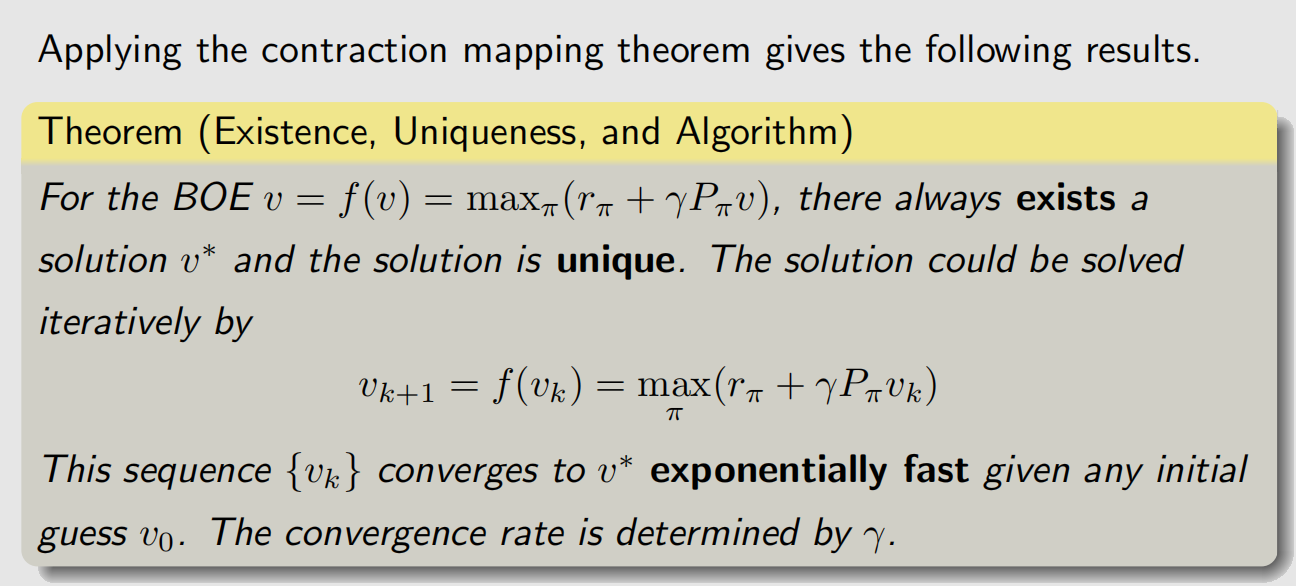 Applying the contraction mapping theorem gives the following results.
Theorem (Existence, Uniqueness, and Algorithm)
For the BOE v = f(v) = max_π(r_π + γP_πv), there always exists a
solution v* and the solution is unique. The solution could be solved
iteratively by
v_{k+1} = f(v_k) = max_π(r_π + γP_πv_k)
This sequence {v_k} converges to v* exponentially fast given any initial
guess v_0. The convergence rate is determined by γ.